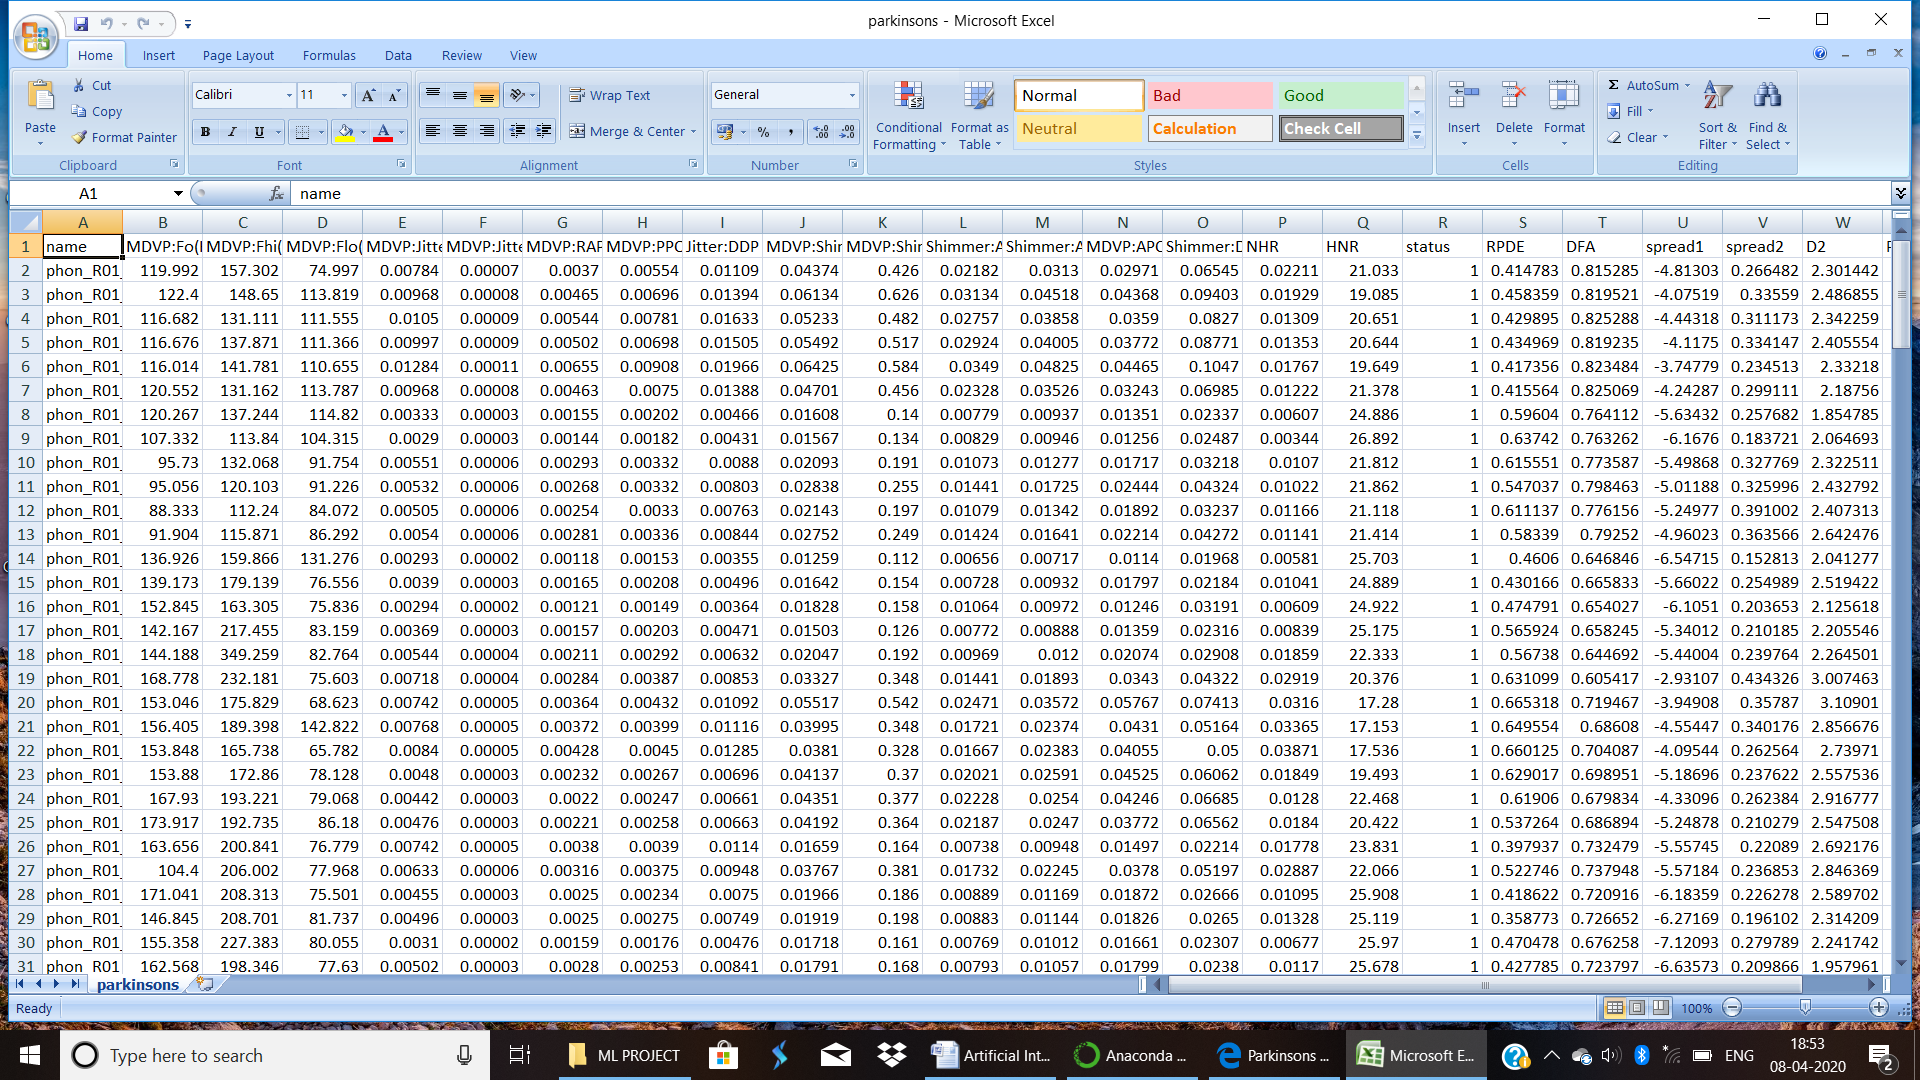 parkinsons - Microsoft Excel
Home Insert Page Layout Formulas Data Review View
Paste Cut Copy Format Painter Calibri 11 Wrap Text Merge & Center General Conditional Formatting Format as Table Normal Bad Good Neutral Calculation Check Cell Insert Delete Format AutoSum Fill Clear Sort & Filter Find & Select
Clipboard Font Alignment Number Styles Cells Editing
A1 fx name
A B C D E F G H I J K L M N O P Q R S T U V W
1 name MDVP:Fo( MDVP:Fhi( MDVP:Flo( MDVP:Jitte MDVP:Jitte MDVP:RAP MDVP:PPQ Jitter:DDP MDVP:Shin MDVP:Shin Shimmer:A Shimmer:A MDVP:APQ Shimmer:D NHR HNR status RPDE DFA spread1 spread2 D2
2 phon_R01_ 119.992 157.302 74.997 0.00784 0.00007 0.0037 0.00554 0.01109 0.04374 0.426 0.02182 0.0313 0.02971 0.06545 0.02211 21.033 1 0.414783 0.815285 -4.81303 0.266482 2.301442
3 phon_R01_ 122.4 148.65 113.819 0.00968 0.00008 0.00465 0.00696 0.01394 0.06134 0.626 0.03134 0.04518 0.04368 0.09403 0.01929 19.085 1 0.458359 0.819521 -4.07519 0.33559 2.486855
4 phon_R01_ 116.682 131.111 111.555 0.0105 0.00009 0.00544 0.00781 0.01633 0.05233 0.482 0.02757 0.03858 0.0359 0.0827 0.01309 20.651 1 0.429895 0.825288 -4.44318 0.311173 2.342259
5 phon_R01_ 116.676 137.871 111.366 0.00997 0.00009 0.00502 0.00698 0.01505 0.05492 0.517 0.02924 0.04005 0.03772 0.08771 0.01353 20.644 1 0.434969 0.819235 -4.1175 0.334147 2.405554
6 phon_R01_ 116.014 141.781 110.655 0.01284 0.00011 0.00655 0.00908 0.01966 0.06425 0.584 0.0349 0.04825 0.04465 0.1047 0.01767 19.649 1 0.417356 0.823484 -3.74779 0.234513 2.33218
7 phon_R01_ 120.552 131.162 113.787 0.00968 0.00008 0.00463 0.0075 0.01388 0.04701 0.456 0.02328 0.03526 0.03243 0.06985 0.01222 21.378 1 0.415564 0.825069 -4.24287 0.299111 2.18756
8 phon_R01_ 120.267 137.244 114.82 0.00333 0.00003 0.00155 0.00202 0.00466 0.01608 0.14 0.00779 0.00937 0.01351 0.02337 0.00607 24.886 1 0.59604 0.764112 -5.63432 0.257682 1.854785
9 phon_R01_ 107.332 113.84 104.315 0.0029 0.00003 0.00144 0.00182 0.00431 0.01567 0.134 0.00829 0.00946 0.01256 0.02487 0.00344 26.892 1 0.63742 0.763262 -6.1676 0.183721 2.064693
10 phon_R01_ 95.73 132.068 91.754 0.00551 0.00006 0.00293 0.00332 0.0088 0.02093 0.191 0.01073 0.01277 0.01717 0.03218 0.0107 21.812 1 0.615551 0.773587 -5.49868 0.327769 2.322511
11 phon_R01_ 95.056 120.103 91.226 0.00532 0.00006 0.00268 0.00332 0.00803 0.02838 0.255 0.01441 0.01725 0.02444 0.04324 0.01022 21.862 1 0.547037 0.798463 -5.01188 0.325996 2.432792
12 phon_R01_ 88.333 112.24 84.072 0.00505 0.00006 0.00254 0.0033 0.00763 0.02143 0.197 0.01079 0.01342 0.01892 0.03237 0.01166 21.118 1 0.611137 0.776156 -5.24977 0.391002 2.407313
13 phon_R01_ 91.904 115.871 86.292 0.0054 0.00006 0.00281 0.00336 0.00844 0.02752 0.249 0.01424 0.01641 0.02214 0.04272 0.01141 21.414 1 0.58339 0.79252 -4.96023 0.363566 2.642476
14 phon_R01_ 136.926 159.866 131.276 0.00293 0.00002 0.00118 0.00153 0.00355 0.01259 0.112 0.00656 0.00717 0.0114 0.01968 0.00581 25.703 1 0.4606 0.646846 -6.54715 0.152813 2.041277
15 phon_R01_ 139.173 179.139 76.556 0.0039 0.00003 0.00165 0.00208 0.00496 0.01642 0.154 0.00728 0.00932 0.01797 0.02184 0.01041 24.889 1 0.430166 0.665833 -5.66022 0.254989 2.519422
16 phon_R01_ 152.845 163.305 75.836 0.00294 0.00002 0.00121 0.00149 0.00364 0.01828 0.158 0.01064 0.00972 0.01246 0.03191 0.00609 24.922 1 0.474791 0.654027 -6.1051 0.203653 2.125618
17 phon_R01_ 142.167 217.455 83.159 0.00369 0.00003 0.00157 0.00203 0.00471 0.01503 0.126 0.00772 0.00888 0.01359 0.02316 0.00839 25.175 1 0.565924 0.658245 -5.34012 0.210185 2.205546
18 phon_R01_ 144.188 349.259 82.764 0.00544 0.00004 0.00211 0.00292 0.00632 0.02047 0.192 0.00969 0.012 0.02074 0.02908 0.01859 22.333 1 0.56738 0.644692 -5.44004 0.239764 2.264501
19 phon_R01_ 168.778 232.181 75.603 0.00718 0.00004 0.00284 0.00387 0.00853 0.03327 0.348 0.01441 0.01893 0.0343 0.04322 0.02919 20.376 1 0.631099 0.605417 -2.93107 0.434326 3.007463
20 phon_R01_ 153.046 175.829 68.623 0.00742 0.00005 0.00364 0.00432 0.01092 0.05517 0.542 0.02471 0.03572 0.05767 0.07413 0.0316 17.28 1 0.665318 0.719467 -3.94908 0.35787 3.10901
21 phon_R01_ 156.405 189.398 142.822 0.00768 0.00005 0.00372 0.00399 0.01116 0.03995 0.348 0.01721 0.02374 0.0431 0.05164 0.03365 17.153 1 0.649554 0.68608 -4.55447 0.340176 2.856676
22 phon_R01_ 153.848 165.738 65.782 0.0084 0.00005 0.00428 0.0045 0.01285 0.0381 0.328 0.01667 0.02383 0.04055 0.05 0.03871 17.536 1 0.660125 0.704087 -4.09544 0.262564 2.73971
23 phon_R01_ 153.88 172.86 78.128 0.0048 0.00003 0.00232 0.00267 0.00696 0.04137 0.37 0.02021 0.02591 0.04525 0.06062 0.01849 19.493 1 0.629017 0.698951 -5.18696 0.237622 2.557536
24 phon_R01_ 167.93 193.221 79.068 0.00442 0.00003 0.0022 0.00247 0.00661 0.04351 0.377 0.02228 0.0254 0.04246 0.06685 0.0128 22.468 1 0.61906 0.679834 -4.33096 0.262384 2.916777
25 phon_R01_ 173.917 192.735 86.18 0.00476 0.00003 0.00221 0.00258 0.00663 0.04192 0.364 0.02187 0.0247 0.03772 0.06562 0.0184 20.422 1 0.537264 0.686894 -5.24878 0.210279 2.547508
26 phon_R01_ 163.656 200.841 76.779 0.00742 0.00005 0.0038 0.0039 0.0114 0.01659 0.164 0.00738 0.00948 0.01497 0.02214 0.01778 23.831 1 0.397937 0.732479 -5.55745 0.22089 2.692176
27 phon_R01_ 104.4 206.002 77.968 0.00633 0.00006 0.00316 0.00375 0.00948 0.03767 0.381 0.01732 0.02245 0.0378 0.05197 0.02887 22.066 1 0.522746 0.737948 -5.57184 0.236853 2.846369
28 phon_R01_ 171.041 208.313 75.501 0.00455 0.00003 0.0025 0.00234 0.0075 0.01966 0.186 0.00889 0.01169 0.01872 0.02666 0.01095 25.908 1 0.418622 0.720916 -6.18359 0.226278 2.589702
29 phon_R01_ 146.845 208.701 81.737 0.00496 0.00003 0.0025 0.00275 0.00749 0.01919 0.198 0.00883 0.01144 0.01826 0.0265 0.01328 25.119 1 0.358773 0.726652 -6.27169 0.196102 2.314209
30 phon_R01_ 155.358 227.383 80.055 0.0031 0.00002 0.00159 0.00176 0.00476 0.01718 0.161 0.00769 0.01012 0.01661 0.02307 0.00677 25.97 1 0.470478 0.676258 -7.12093 0.279789 2.241742
31 phon_R01 162.568 198.346 77.63 0.00502 0.00003 0.0028 0.00253 0.00841 0.01791 0.168 0.00793 0.01057 0.01799 0.0238 0.0117 25.678 1 0.427785 0.723797 -6.63573 0.209866 1.957961
parkinsons
Ready 100%
Type here to search ML PROJECT Artificial Int... Anaconda ... Parkinsons ... Microsoft E... ENG 18:53
08-04-2020 2